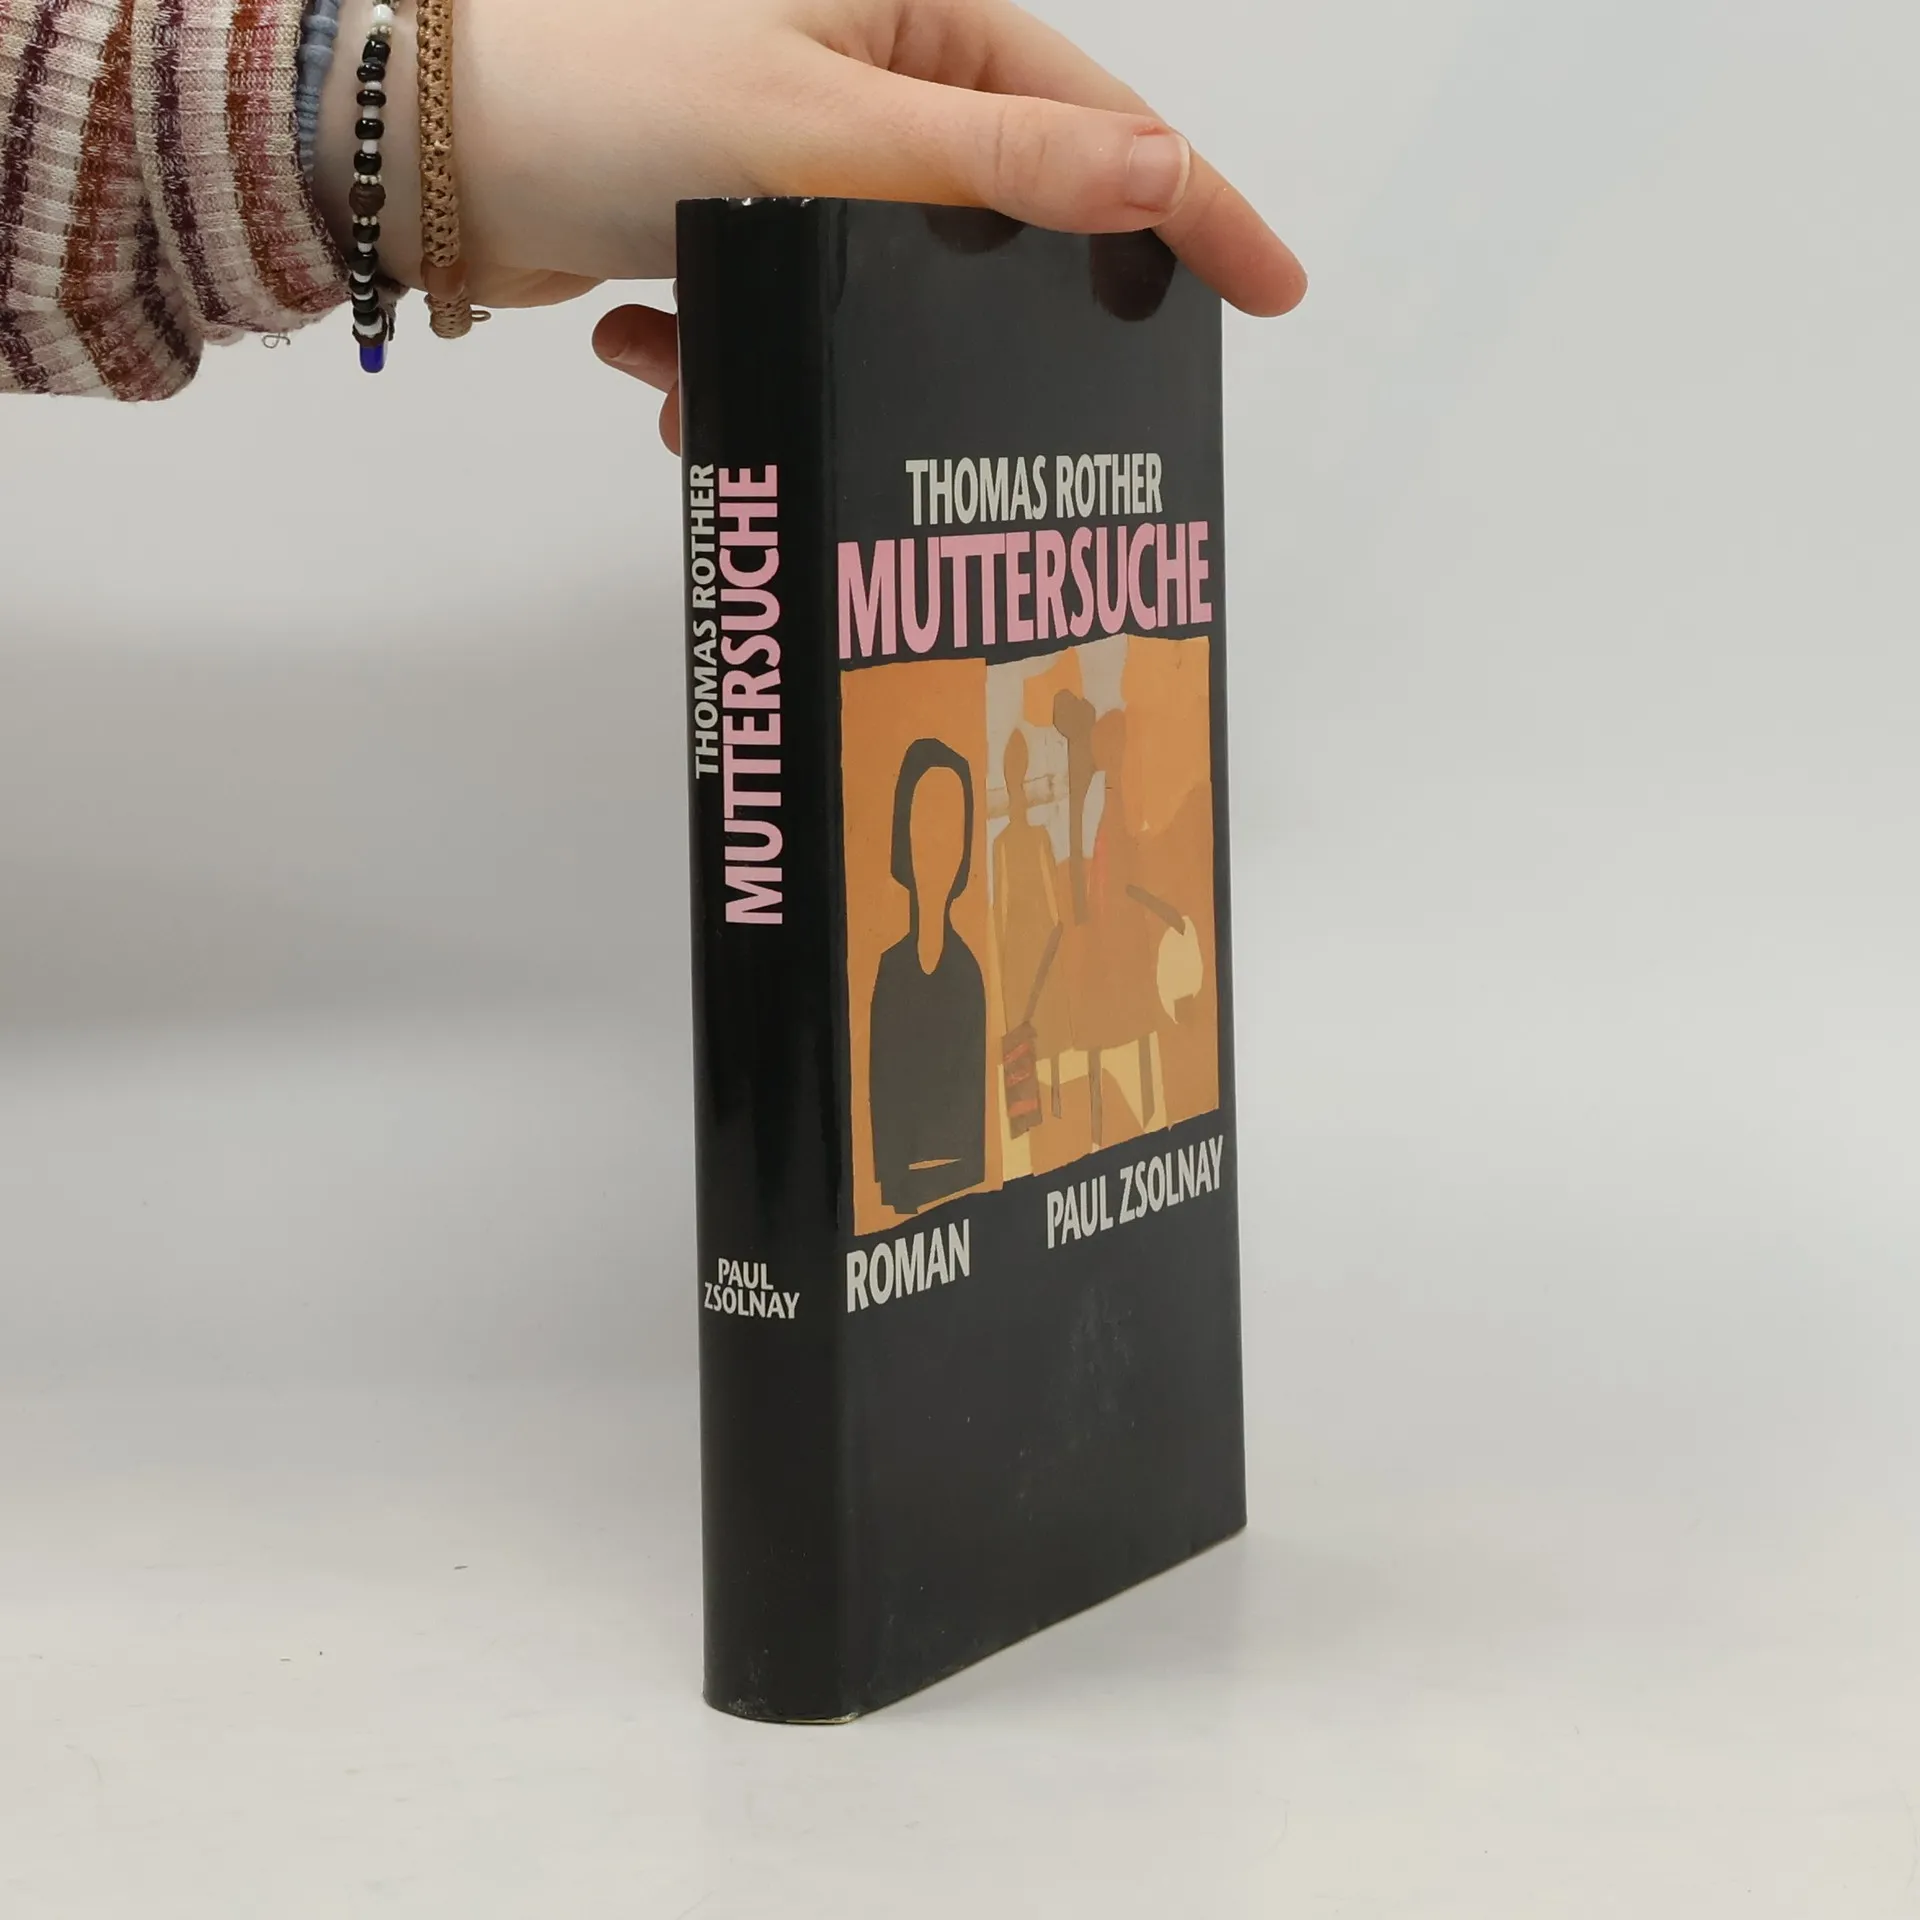 THOMAS ROTHER
MUTTERSUCHE
PAUL
ZSOLNAY
THOMAS ROTHER
MUTTERSUCHE
ROMAN
PAUL ZSOLNAY